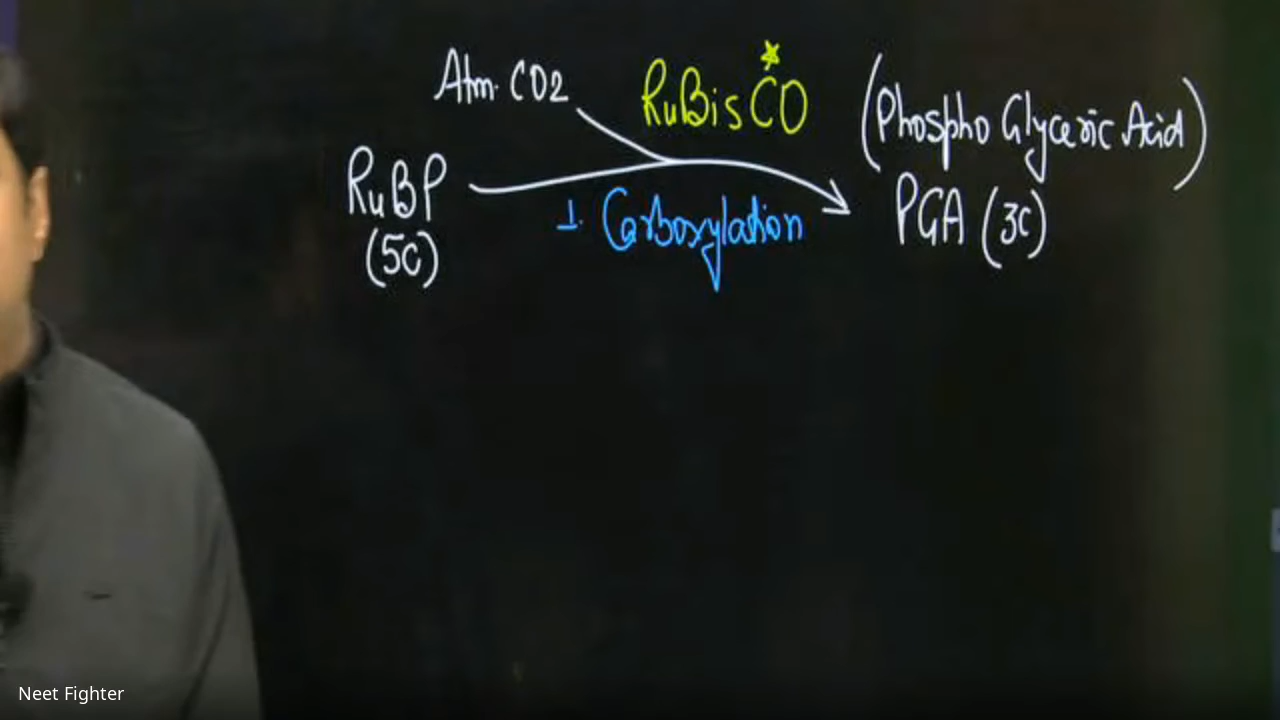 Atm. CO2
RuBisCO
(Phospho Glyceric Acid)
RuBP
(5C)
1. Carboxylation
PGA (3C)
Neet Fighter